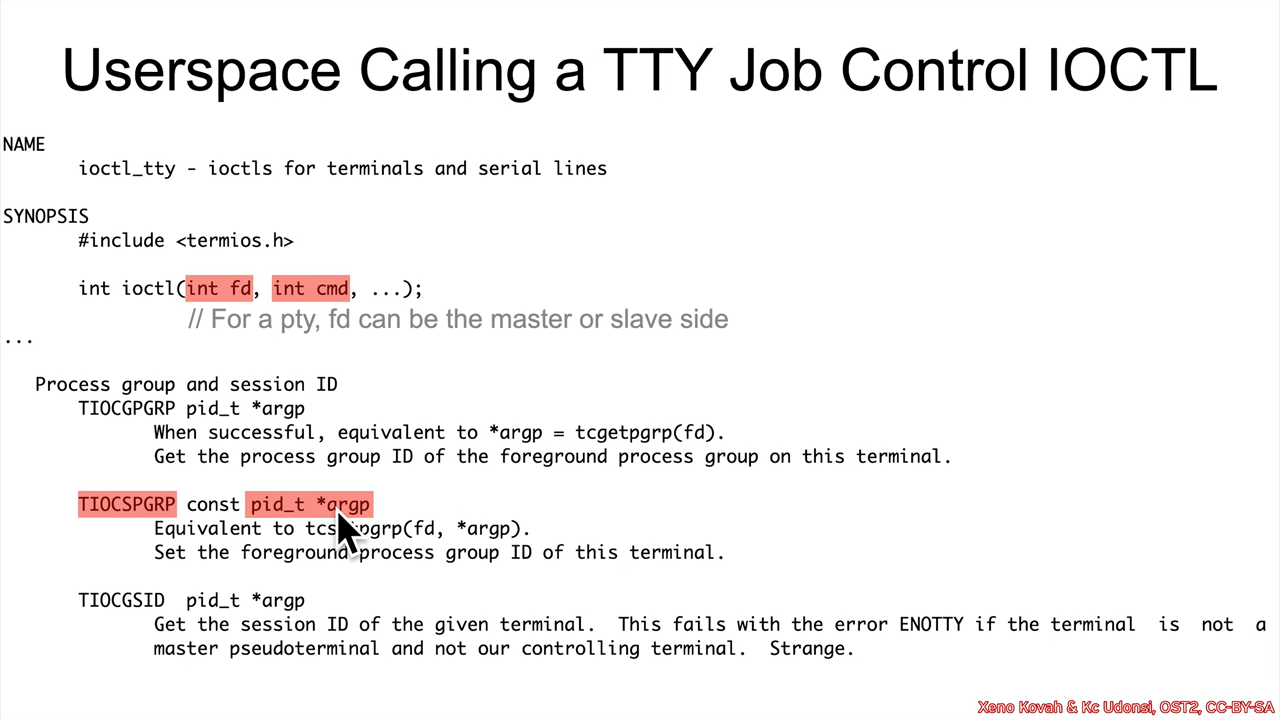 Userspace Calling a TTY Job Control IOCTL
NAME
ioctl_tty - ioctls for terminals and serial lines
SYNOPSIS
#include <termios.h>
int ioctl(int fd, int cmd, ...);
// For a pty, fd can be the master or slave side
...
Process group and session ID
TIOCGPGRP pid_t *argp
When successful, equivalent to *argp = tcgetpgrp(fd).
Get the process group ID of the foreground process group on this terminal.
TIOCSPGRP const pid_t *argp
Equivalent to tcsetpgrp(fd, *argp).
Set the foreground process group ID of this terminal.
TIOCGSID pid_t *argp
Get the session ID of the given terminal. This fails with the error ENOTTY if the terminal is not a
master pseudoterminal and not our controlling terminal. Strange.
Xeno Kovah & Kc Udonsi, OST2, CC-BY-SA